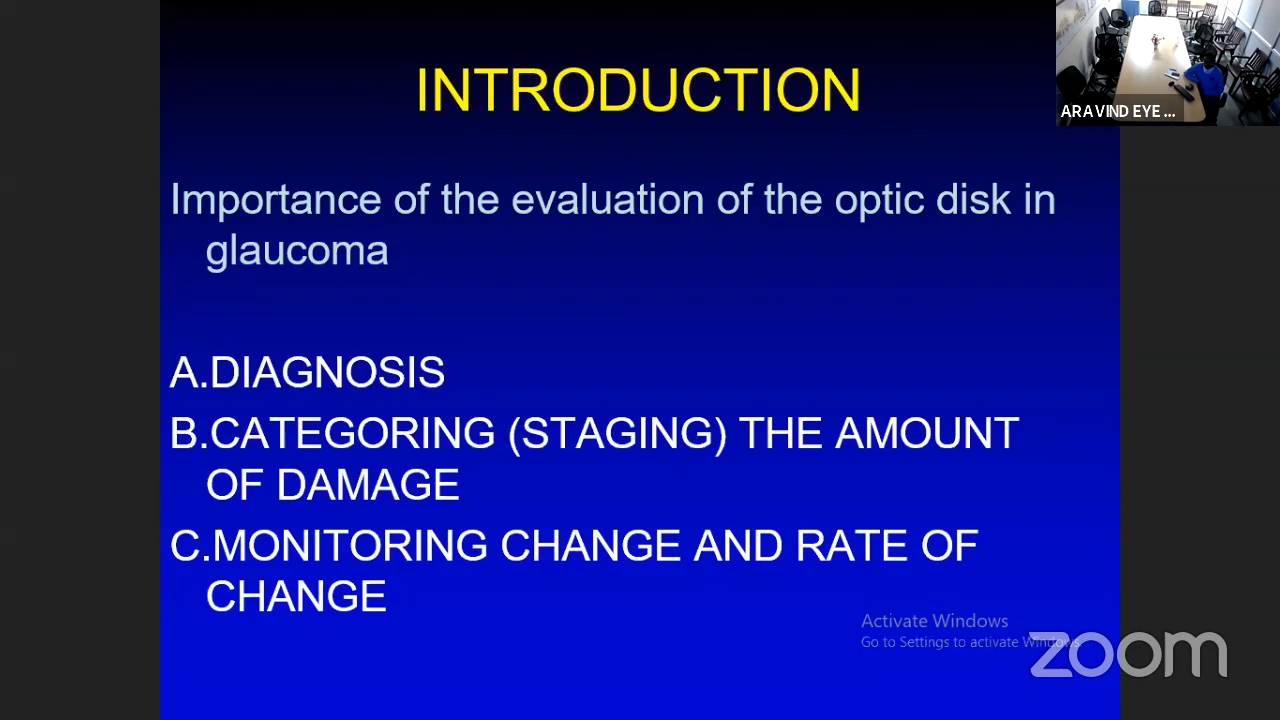 INTRODUCTION
ARAVIND EYE ...
Importance of the evaluation of the optic disk in
glaucoma
A.DIAGNOSIS
B.CATEGORING (STAGING) THE AMOUNT
OF DAMAGE
C.MONITORING CHANGE AND RATE OF
CHANGE
Activate Windows
Go to Settings to activate Windows.
zoom